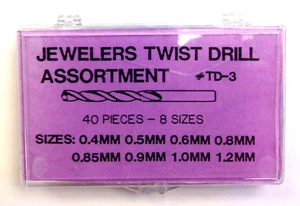 JEWELERS TWIST DRILL
ASSORTMENT #TD-3
40 PIECES – 8 SIZES
SIZES: 0.4MM 0.5MM 0.6MM 0.8MM
0.85MM 0.9MM 1.0MM 1.2MM